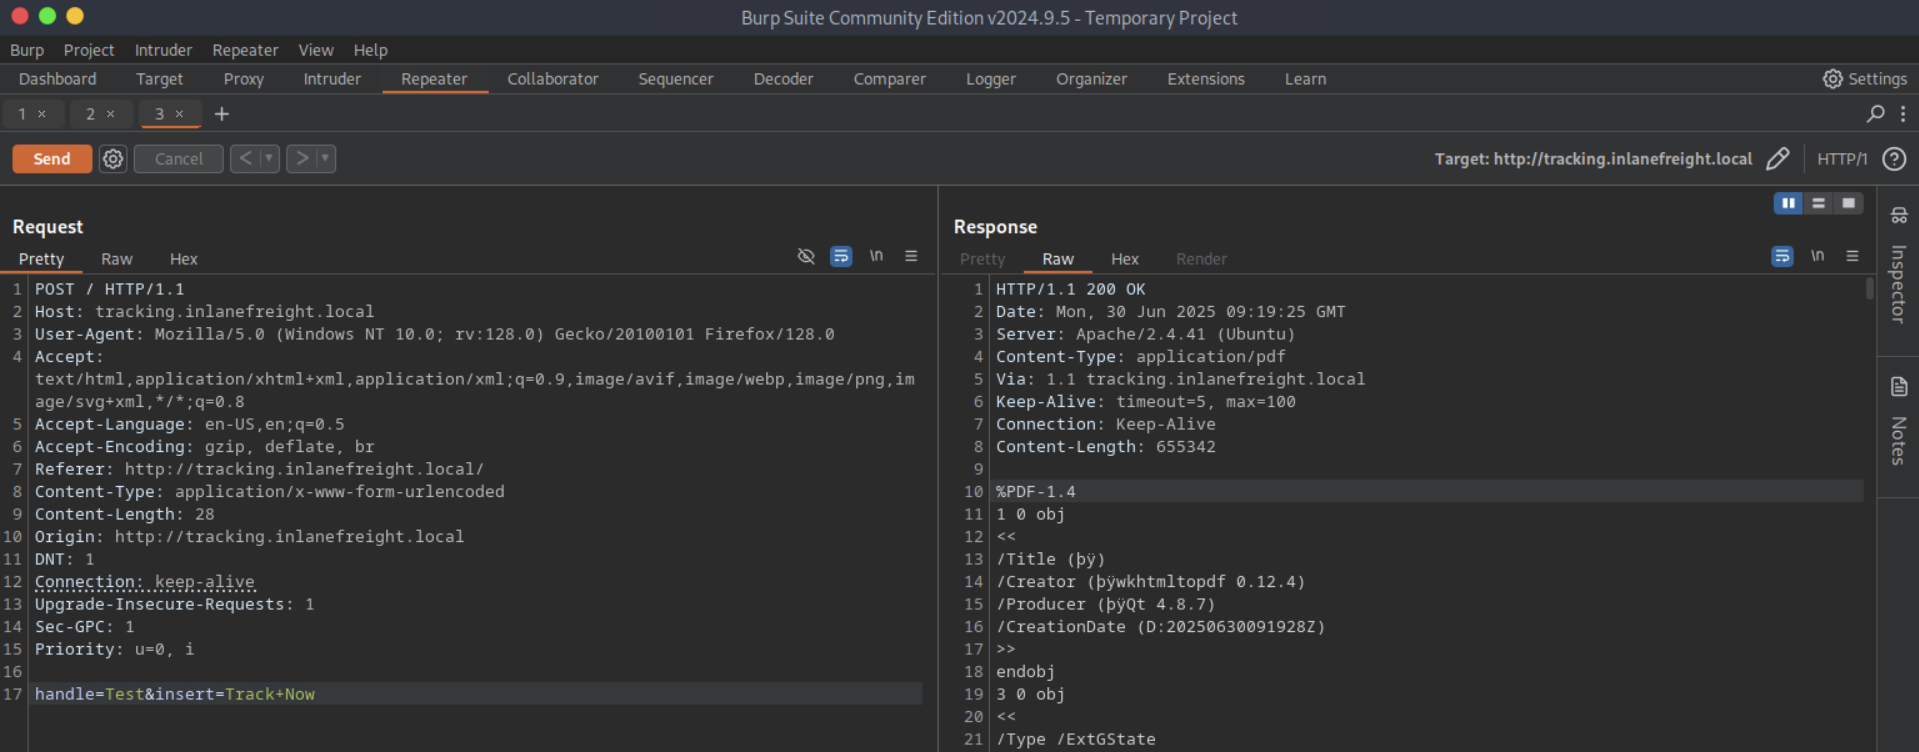 Burp Suite Community Edition v2024.9.5 - Temporary Project
Burp Project Intruder Repeater View Help
Dashboard Target Proxy Intruder Repeater Collaborator Sequencer Decoder Comparer Logger Organizer Extensions Learn Settings
1 × 2 × 3 × +
Send Cancel < > Target: http://tracking.inlanefreight.local HTTP/1 ?
Request
Pretty Raw Hex \n
1 POST / HTTP/1.1
2 Host: tracking.inlanefreight.local
3 User-Agent: Mozilla/5.0 (Windows NT 10.0; rv:128.0) Gecko/20100101 Firefox/128.0
4 Accept:
text/html,application/xhtml+xml,application/xml;q=0.9,image/avif,image/webp,image/png,im
age/svg+xml,*/*;q=0.8
5 Accept-Language: en-US,en;q=0.5
6 Accept-Encoding: gzip, deflate, br
7 Referer: http://tracking.inlanefreight.local/
8 Content-Type: application/x-www-form-urlencoded
9 Content-Length: 28
10 Origin: http://tracking.inlanefreight.local
11 DNT: 1
12 Connection: keep-alive
13 Upgrade-Insecure-Requests: 1
14 Sec-GPC: 1
15 Priority: u=0, i
16
17 handle=Test&insert=Track+Now
Response
Pretty Raw Hex Render \n
1 HTTP/1.1 200 OK
2 Date: Mon, 30 Jun 2025 09:19:25 GMT
3 Server: Apache/2.4.41 (Ubuntu)
4 Content-Type: application/pdf
5 Via: 1.1 tracking.inlanefreight.local
6 Keep-Alive: timeout=5, max=100
7 Connection: Keep-Alive
8 Content-Length: 655342
9
10 %PDF-1.4
11 1 0 obj
12 <<
13 /Title (þÿ)
14 /Creator (þÿwkhtmltopdf 0.12.4)
15 /Producer (þÿQt 4.8.7)
16 /CreationDate (D:20250630091928Z)
17 >>
18 endobj
19 3 0 obj
20 <<
21 /Type /ExtGState
Inspector
Notes